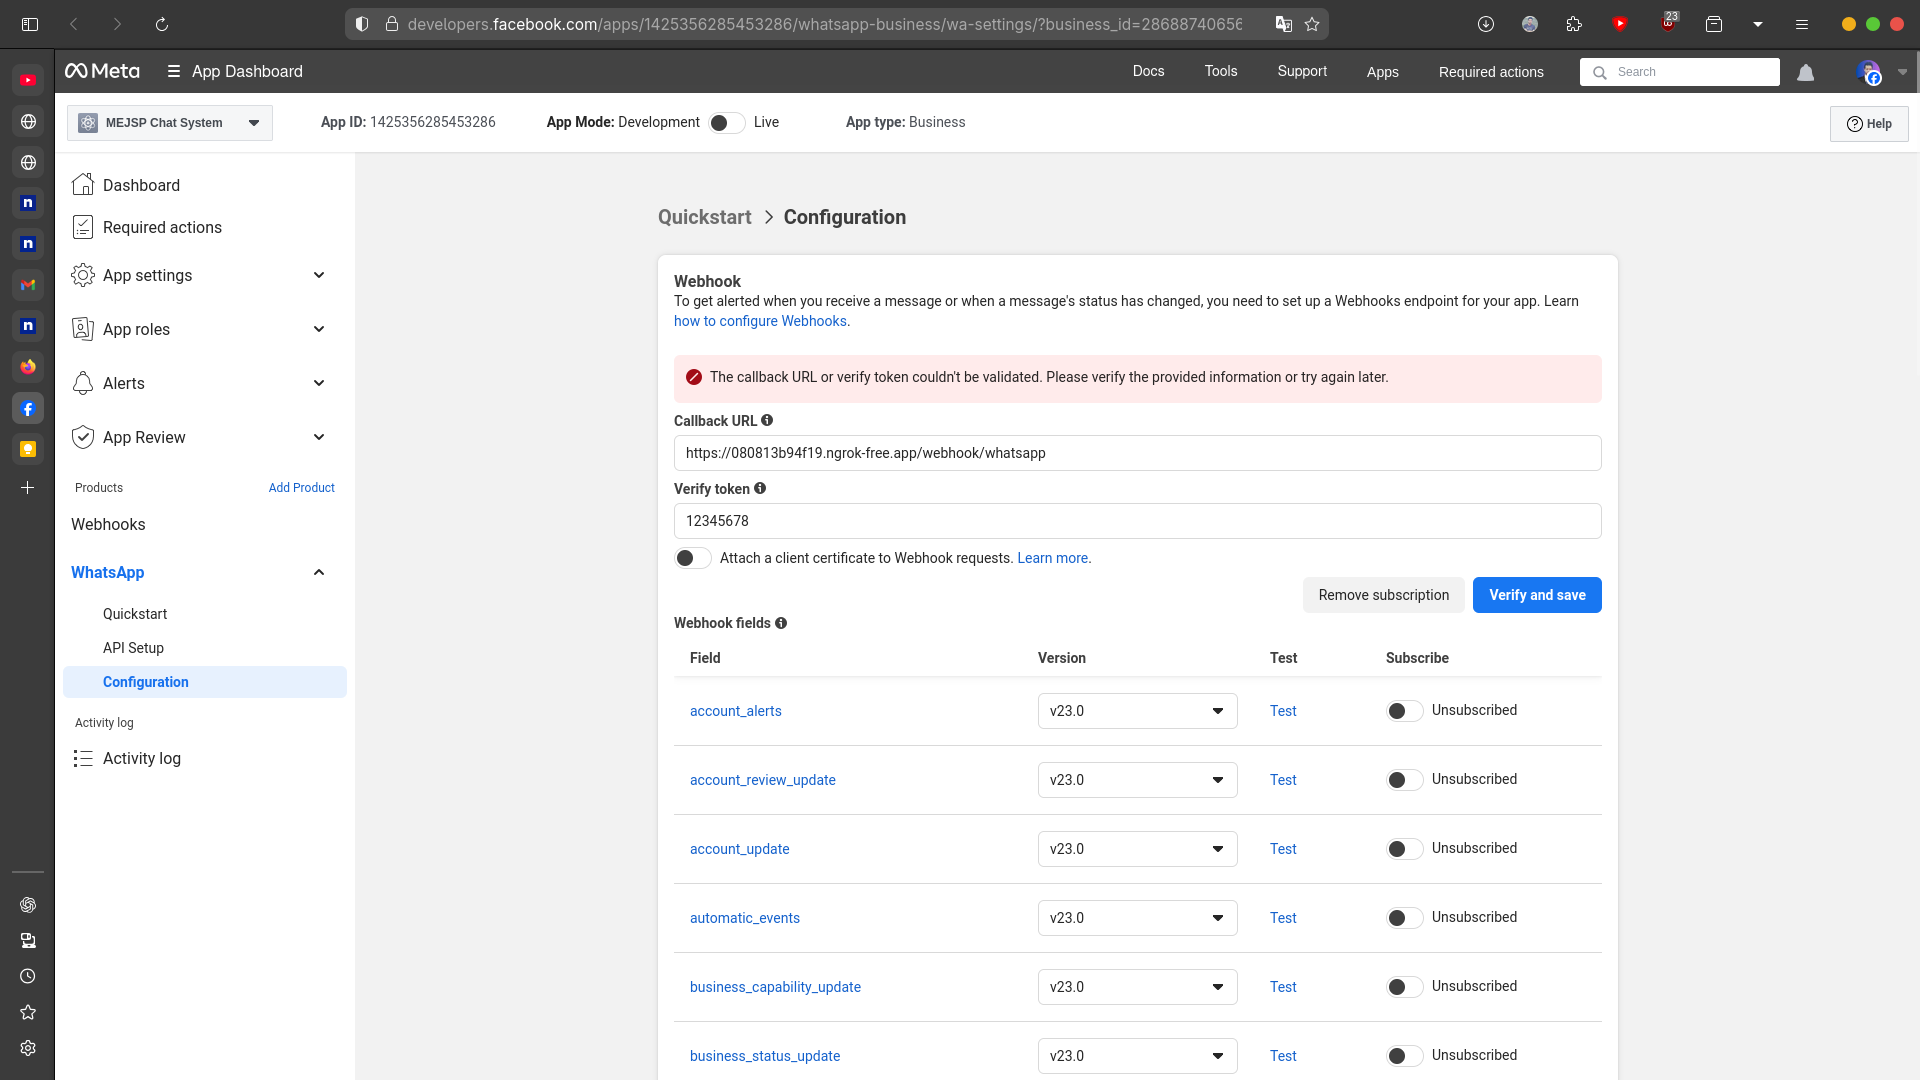 developers.facebook.com/apps/1425356285453286/whatsapp-business/wa-settings/?business_id=28688740656
23
Meta
App Dashboard
Docs
Tools
Support
Apps
Required actions
Search
MEJSP Chat System
App ID: 1425356285453286
App Mode: Development
Live
App type: Business
Help
Dashboard
Required actions
App settings
App roles
Alerts
App Review
Products
Add Product
Webhooks
WhatsApp
Quickstart
API Setup
Configuration
Activity log
Activity log
Quickstart > Configuration
Webhook
To get alerted when you receive a message or when a message's status has changed, you need to set up a Webhooks endpoint for your app. Learn
how to configure Webhooks.
The callback URL or verify token couldn't be validated. Please verify the provided information or try again later.
Callback URL
https://080813b94f19.ngrok-free.app/webhook/whatsapp
Verify token
12345678
Attach a client certificate to Webhook requests. Learn more.
Remove subscription
Verify and save
Webhook fields
Field Version Test Subscribe
account_alerts v23.0 Test Unsubscribed
account_review_update v23.0 Test Unsubscribed
account_update v23.0 Test Unsubscribed
automatic_events v23.0 Test Unsubscribed
business_capability_update v23.0 Test Unsubscribed
business_status_update v23.0 Test Unsubscribed